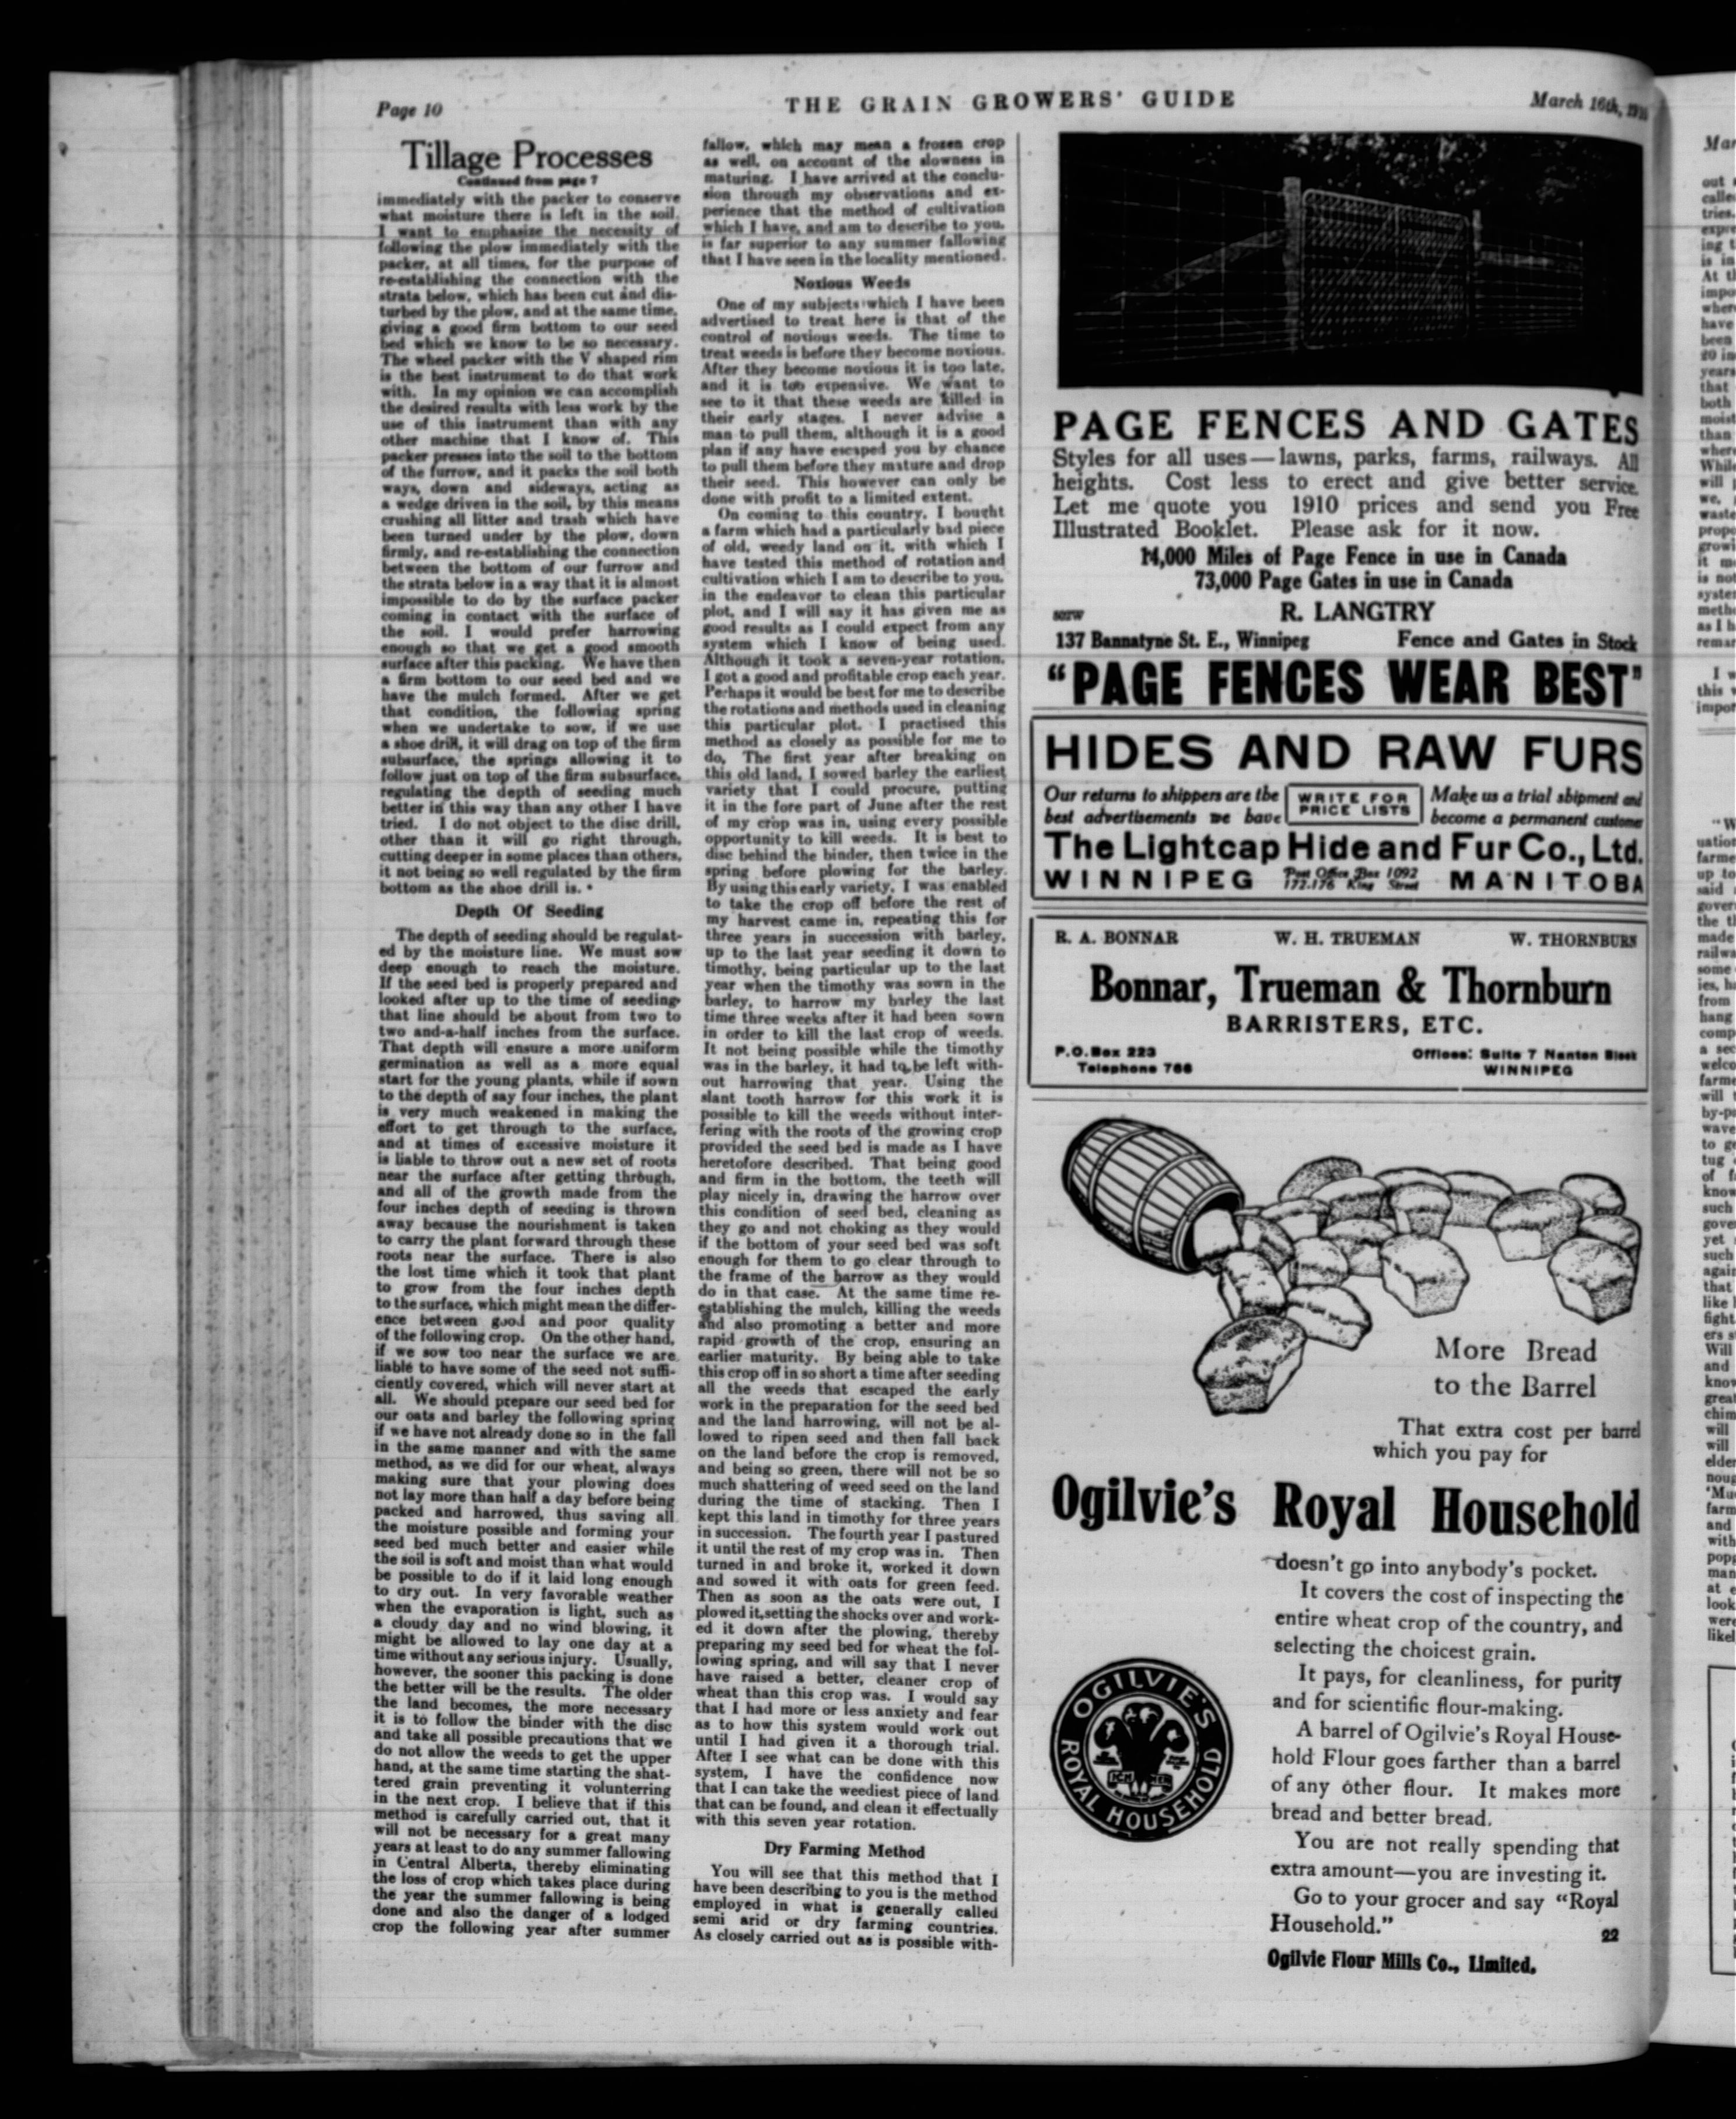 Page 10
THE GRAIN GROWERS' GUIDE
March 16th, 1910
Tillage Processes
Continued from page 7
immediately with the packer to conserve
what moisture there is left in the soil.
I want to emphasize the necessity of
following the plow immediately with the
packer, at all times, for the purpose of
re-establishing the connection with the
strata below, which has been cut and dis-
turbed by the plow, and at the same time,
giving a good firm bottom to our seed
bed which we know to be so necessary.
The wheel packer with the V shaped rim
is the best instrument to do that work
with. In my opinion we can accomplish
the desired results with less work by the
use of this instrument than with any
other machine that I know of. This
packer presses into the soil to the bottom
of the furrow, and it packs the soil both
ways, down and sideways, acting as
a wedge driven in the soil, by this means
crushing all litter and trash which have
been turned under by the plow, down
firmly, and re-establishing the connection
between the bottom of our furrow and
the strata below in a way that it is almost
impossible to do by the surface packer
coming in contact with the surface of
the soil. I would prefer harrowing
enough so that we get a good smooth
surface after this packing. We have then
a firm bottom to our seed bed and we
have the mulch formed. After we get
that condition, the following spring
when we undertake to sow, if we use
a shoe drill, it will drag on top of the firm
subsurface, the springs allowing it to
follow just on top of the firm subsurface,
regulating the depth of seeding much
better in this way than any other I have
tried. I do not object to the disc drill,
other than it will go right through,
cutting deeper in some places than others,
it not being so well regulated by the firm
bottom as the shoe drill is.
Depth Of Seeding
The depth of seeding should be regulat-
ed by the moisture line. We must sow
deep enough to reach the moisture.
If the seed bed is properly prepared and
looked after up to the time of seeding
that line should be about from two to
two and-a-half inches from the surface.
That depth will ensure a more uniform
germination as well as a more equal
start for the young plants, while if sown
to the depth of say four inches, the plant
is very much weakened in making the
effort to get through to the surface,
and at times of excessive moisture it
is liable to throw out a new set of roots
near the surface after getting through,
and all of the growth made from the
four inches depth of seeding is thrown
away because the nourishment is taken
to carry the plant forward through these
roots near the surface. There is also
the lost time which it took that plant
to grow from the four inches depth
to the surface, which might mean the differ-
ence between good and poor quality
of the following crop. On the other hand,
if we sow too near the surface we are
liable to have some of the seed not suffi-
ciently covered, which will never start at
all. We should prepare our seed bed for
our oats and barley the following spring
if we have not already done so in the fall
in the same manner and with the same
method, as we did for our wheat, always
making sure that your plowing does
not lay more than half a day before being
packed and harrowed, thus saving all
the moisture possible and forming your
seed bed much better and easier while
the soil is soft and moist than what would
be possible to do if it laid long enough
to dry out. In very favorable weather
when the evaporation is light, such as
a cloudy day and no wind blowing, it
might be allowed to lay one day at a
time without any serious injury. Usually,
however, the sooner this packing is done
the better will be the results. The older
the land becomes, the more necessary
it is to follow the binder with the disc
and take all possible precautions that we
do not allow the weeds to get the upper
hand, at the same time starting the shat-
tered grain preventing it volunterring
in the next crop. I believe that if this
method is carefully carried out, that it
will not be necessary for a great many
years at least to do any summer fallowing
in Central Alberta, thereby eliminating
the loss of crop which takes place during
the year the summer fallowing is being
done and also the danger of a lodged
crop the following year after summer
fallow, which may mean a frozen crop
as well, on account of the slowness in
maturing. I have arrived at the conclu-
sion through my observations and ex-
perience that the method of cultivation
which I have, and am to describe to you,
is far superior to any summer fallowing
that I have seen in the locality mentioned.
Noxious Weeds
One of my subjects which I have been
advertised to treat here is that of the
control of noxious weeds. The time to
treat weeds is before they become noxious.
After they become noxious it is too late,
and it is too expensive. We want to
see to it that these weeds are killed in
their early stages. I never advise a
man to pull them, although it is a good
plan if any have escaped you by chance
to pull them before they mature and drop
their seed. This however can only be
done with profit to a limited extent.
On coming to this country, I bought
a farm which had a particularly bad piece
of old, weedy land on it, with which I
have tested this method of rotation and
cultivation which I am to describe to you,
in the endeavor to clean this particular
plot, and I will say it has given me as
good results as I could expect from any
system which I know of being used.
Although it took a seven-year rotation,
I got a good and profitable crop each year.
Perhaps it would be best for me to describe
the rotations and methods used in cleaning
this particular plot. I practised this
method as closely as possible for me to
do, The first year after breaking on
this old land, I sowed barley the earliest
variety that I could procure, putting
it in the fore part of June after the rest
of my crop was in, using every possible
opportunity to kill weeds. It is best to
disc behind the binder, then twice in the
spring before plowing for the barley.
By using this early variety, I was enabled
to take the crop off before the rest of
my harvest came in, repeating this for
three years in succession with barley,
up to the last year seeding it down to
timothy, being particular up to the last
year when the timothy was sown in the
barley, to harrow my barley the last
time three weeks after it had been sown
in order to kill the last crop of weeds.
It not being possible while the timothy
was in the barley, it had to be left with-
out harrowing that year. Using the
slant tooth harrow for this work it is
possible to kill the weeds without inter-
fering with the roots of the growing crop
provided the seed bed is made as I have
heretofore described. That being good
and firm in the bottom, the teeth will
play nicely in, drawing the harrow over
this condition of seed bed, cleaning as
they go and not choking as they would
if the bottom of your seed bed was soft
enough for them to go clear through to
the frame of the barrow as they would
do in that case. At the same time re-
establishing the mulch, killing the weeds
and also promoting a better and more
rapid growth of the crop, ensuring an
earlier maturity. By being able to take
this crop off in so short a time after seeding
all the weeds that escaped the early
work in the preparation for the seed bed
and the land harrowing, will not be al-
lowed to ripen seed and then fall back
on the land before the crop is removed,
and being so green, there will not be so
much shattering of weed seed on the land
during the time of stacking. Then I
kept this land in timothy for three years
in succession. The fourth year I pastured
it until the rest of my crop was in. Then
turned in and broke it, worked it down
and sowed it with oats for green feed.
Then as soon as the oats were out, I
plowed it,setting the shocks over and work-
ed it down after the plowing, thereby
preparing my seed bed for wheat the fol-
lowing spring, and will say that I never
have raised a better, cleaner crop of
wheat than this crop was. I would say
that I had more or less anxiety and fear
as to how this system would work out
until I had given it a thorough trial.
After I see what can be done with this
system, I have the confidence now
that I can take the weediest piece of land
that can be found, and clean it effectually
with this seven year rotation.
Dry Farming Method
You will see that this method that I
have been describing to you is the method
employed in what is generally called
semi arid or dry farming countries.
As closely carried out as is possible with-
PAGE FENCES AND GATES
Styles for all uses—lawns, parks, farms, railways. All
heights. Cost less to erect and give better service.
Let me quote you 1910 prices and send you Free
Illustrated Booklet. Please ask for it now.
14,000 Miles of Page Fence in use in Canada
73,000 Page Gates in use in Canada
R. LANGTRY
137 Bannatyne St. E., Winnipeg Fence and Gates in Stock
"PAGE FENCES WEAR BEST"
HIDES AND RAW FURS
Our returns to shippers are the
best advertisements we have
WRITE FOR
PRICE LISTS
Make us a trial shipment and
become a permanent customer
The Lightcap Hide and Fur Co., Ltd.
WINNIPEG Post Office Box 1092
172-176 King Street MANITOBA
R. A. BONNAR W. H. TRUEMAN W. THORNBURN
Bonnar, Trueman & Thornburn
BARRISTERS, ETC.
P.O.Box 223
Telephone 766
Offices: Suite 7 Nanton Block
WINNIPEG
More Bread
to the Barrel
That extra cost per barrel
which you pay for
Ogilvie's Royal Household
doesn't go into anybody's pocket.
It covers the cost of inspecting the
entire wheat crop of the country, and
selecting the choicest grain.
It pays, for cleanliness, for purity
and for scientific flour-making.
A barrel of Ogilvie's Royal House-
hold Flour goes farther than a barrel
of any other flour. It makes more
bread and better bread.
You are not really spending that
extra amount—you are investing it.
Go to your grocer and say "Royal
Household."
22
Ogilvie Flour Mills Co., Limited.
OGILVIE'S
ROYAL HOUSEHOLD